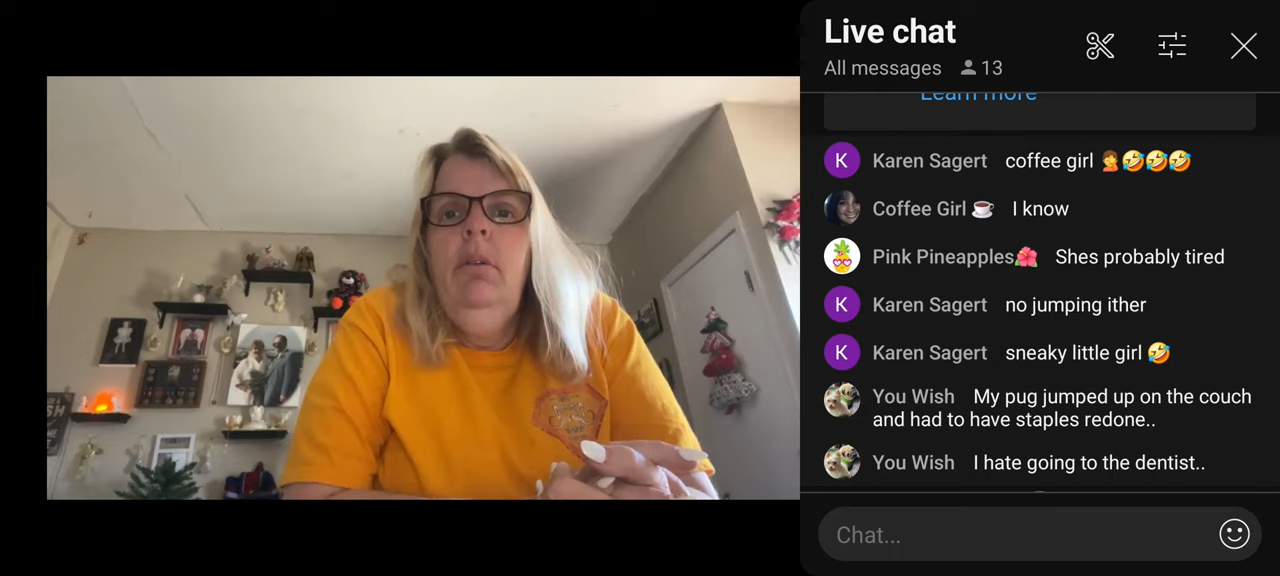 Live chat
All messages 13
Learn more
K Karen Sagert coffee girl 🤦🤣🤣🤣
Coffee Girl ☕ I know
Pink Pineapples🌺 Shes probably tired
K Karen Sagert no jumping ither
K Karen Sagert sneaky little girl 🤣
You Wish My pug jumped up on the couch
and had to have staples redone..
You Wish I hate going to the dentist..
Chat...